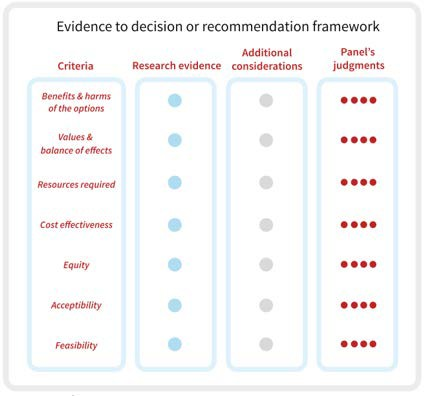 Evidence to decision or recommendation framework
Criteria
Research evidence
Additional
considerations
Panel's
judgments
Benefits & harms
of the options
Values &
balance of effects
Resources required
Cost effectiveness
Equity
Acceptibility
Feasibility